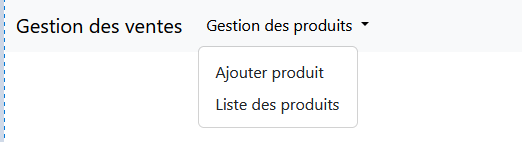 Gestion des ventes Gestion des produits
Ajouter produit
Liste des produits